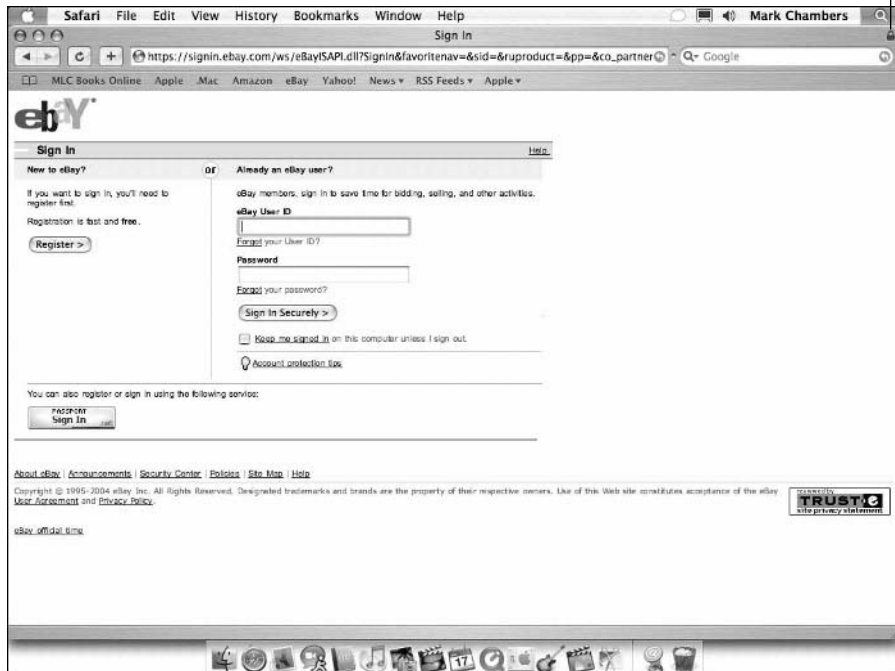 Safari File Edit View History Bookmarks Window Help Mark Chambers
Sign In
https://signin.ebay.com/ws/eBayISAPI.dll?SignIn&favoritenav=&sid=&ruproduct=&pp=&co_partner Google
MLC Books Online Apple .Mac Amazon eBay Yahoo! News RSS Feeds Apple
ebY
Sign In Help
New to eBay? or Already an eBay user?
If you want to sign in, you'll need to
register first.
Registration is fast and free.
Register >
eBay members, sign in to save time for bidding, selling, and other activities.
eBay User ID
Forgot your User ID?
Password
Forgot your password?
Sign In Securely >
Keep me signed in on this computer unless I sign out.
Account protection tips
You can also register or sign in using the following service:
PASSPORT
Sign In .net
About eBay | Announcements | Security Center | Policies | Site Map | Help
Copyright © 1995-2004 eBay Inc. All Rights Reserved. Designated trademarks and brands are the property of their respective owners. Use of this Web site constitutes acceptance of the eBay
User Agreement and Privacy Policy.
TRUSTe
site privacy statement
eBay official time
17